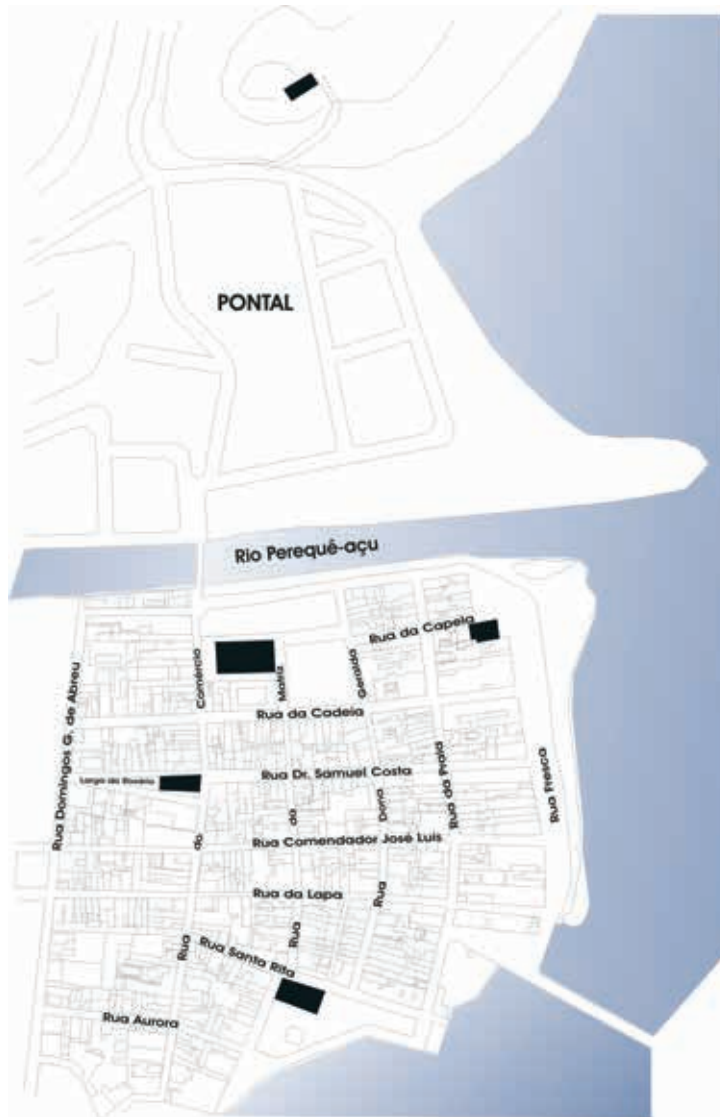 PONTAL
Rio Perequê-açu
Rua da Capela
Rua do Comércio
Rua da Matriz
Rua Dona Geralda
Rua da Cadeia
Rua Domingos G. de Abreu
Rua Dr. Samuel Costa
Largo do Rosário
Rua da Praia
Rua Fresca
Rua Comendador José Luis
Rua da Lapa
Rua Santa Rita
Rua Aurora